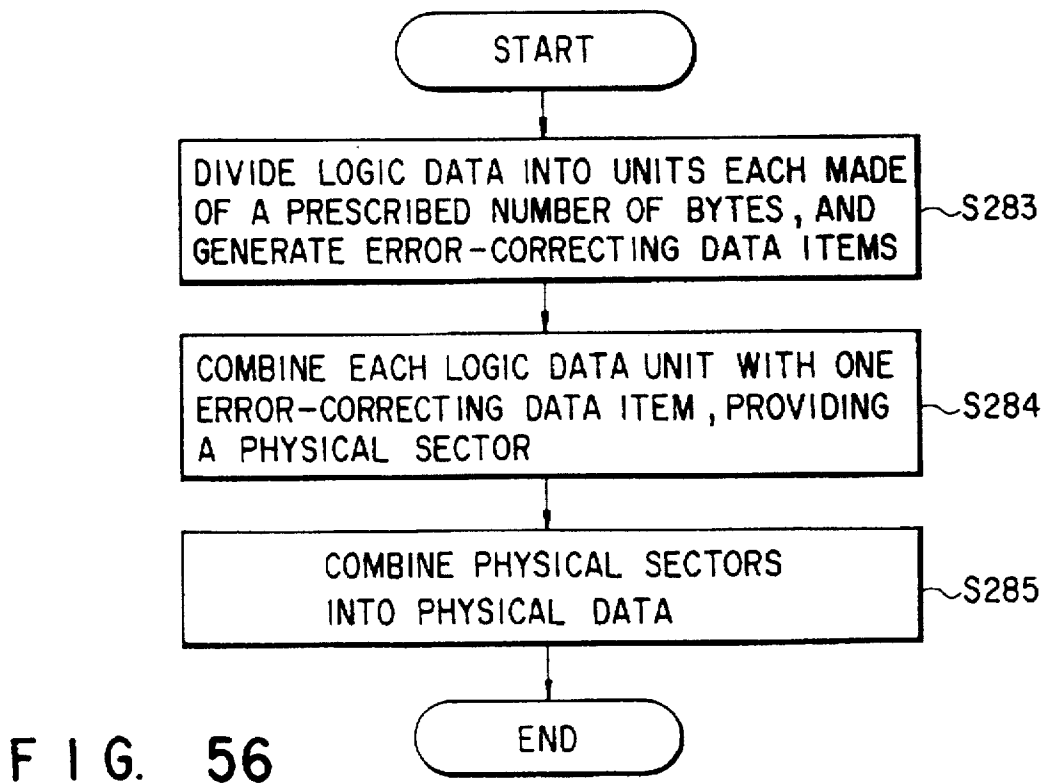 START
DIVIDE LOGIC DATA INTO UNITS EACH MADE
OF A PRESCRIBED NUMBER OF BYTES, AND
GENERATE ERROR-CORRECTING DATA ITEMS
S283
COMBINE EACH LOGIC DATA UNIT WITH ONE
ERROR-CORRECTING DATA ITEM, PROVIDING
A PHYSICAL SECTOR
S284
COMBINE PHYSICAL SECTORS
INTO PHYSICAL DATA
S285
END
FIG. 56